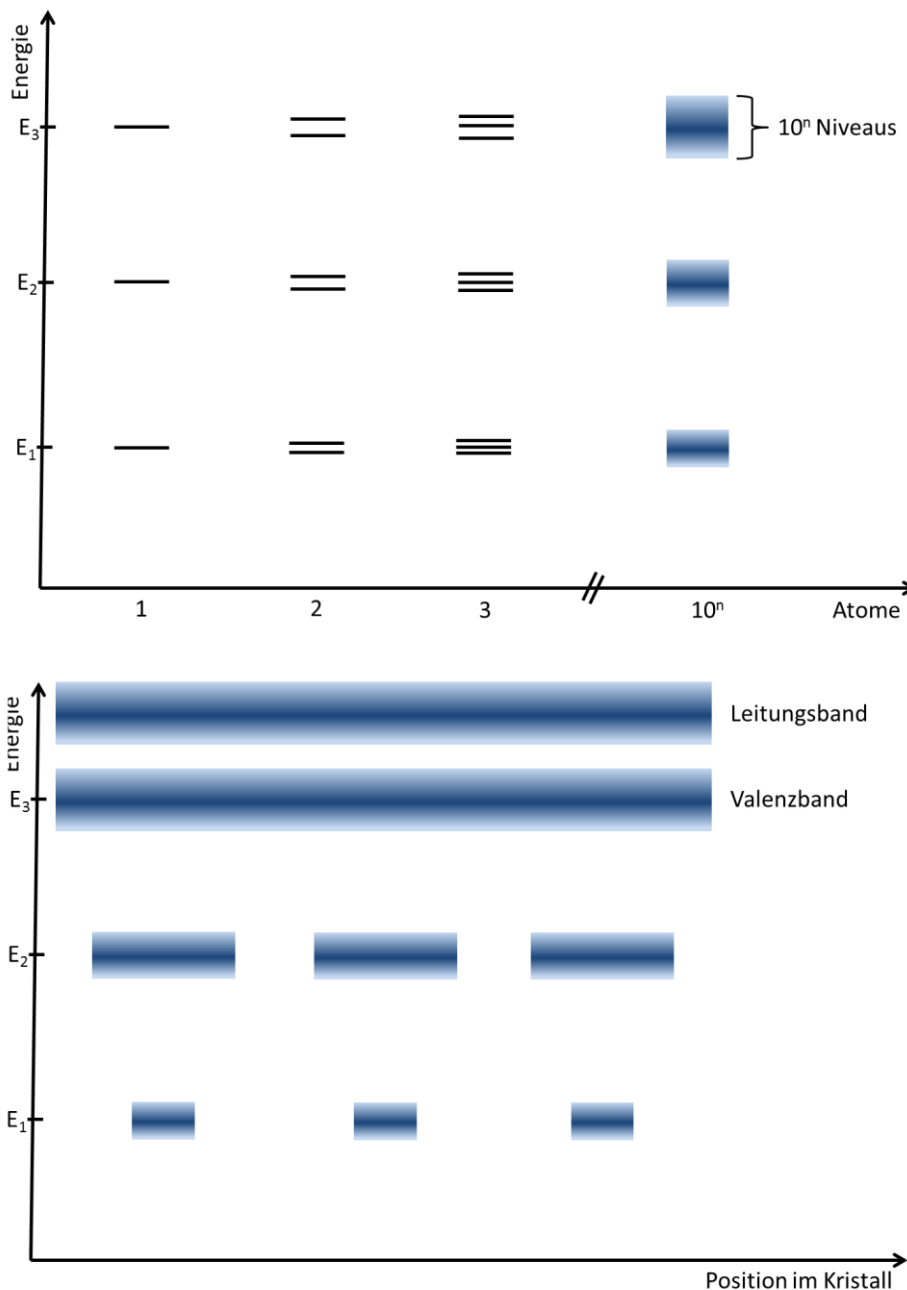 Energie
E₃
10ⁿ Niveaus
E₂
E₁
1 2 3 10ⁿ Atome
Energie
Leitungsband
E₃ Valenzband
E₂
E₁
Position im Kristall